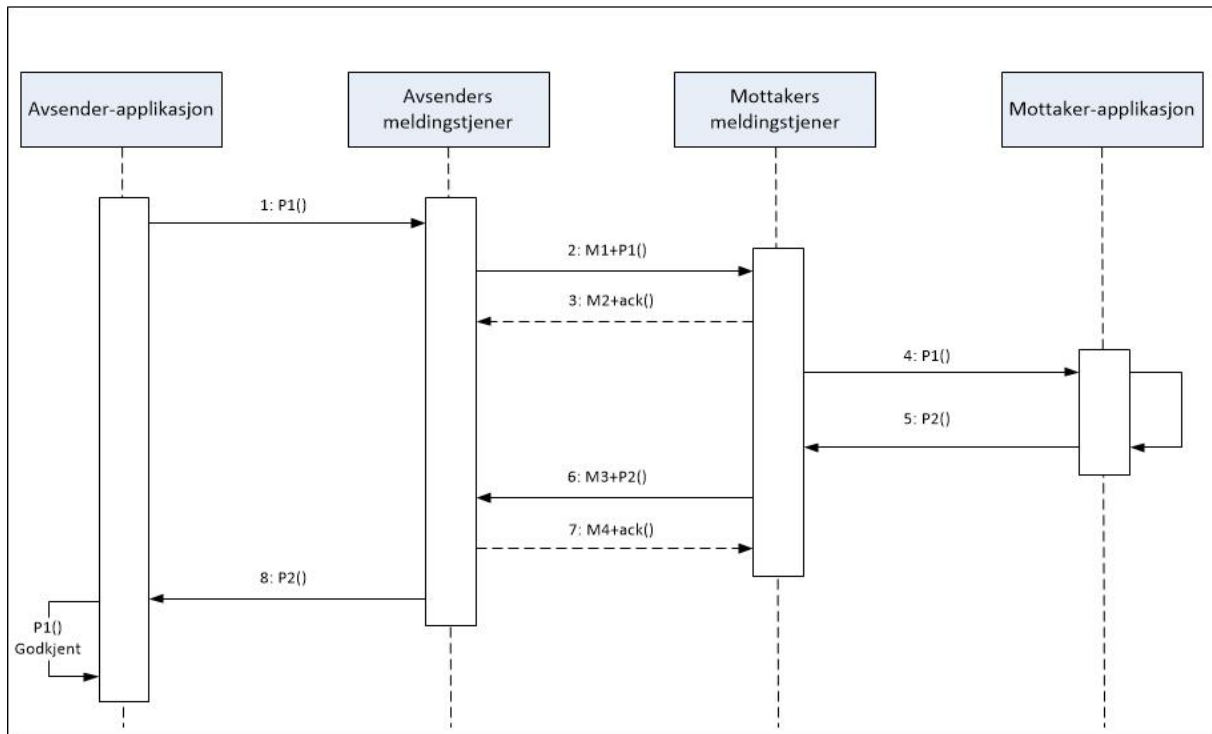 Avsender-applikasjon
Avsenders
meldingstjener
Mottakers
meldingstjener
Mottaker-applikasjon
1: P1()
2: M1+P1()
3: M2+ack()
4: P1()
5: P2()
6: M3+P2()
7: M4+ack()
8: P2()
P1()
Godkjent